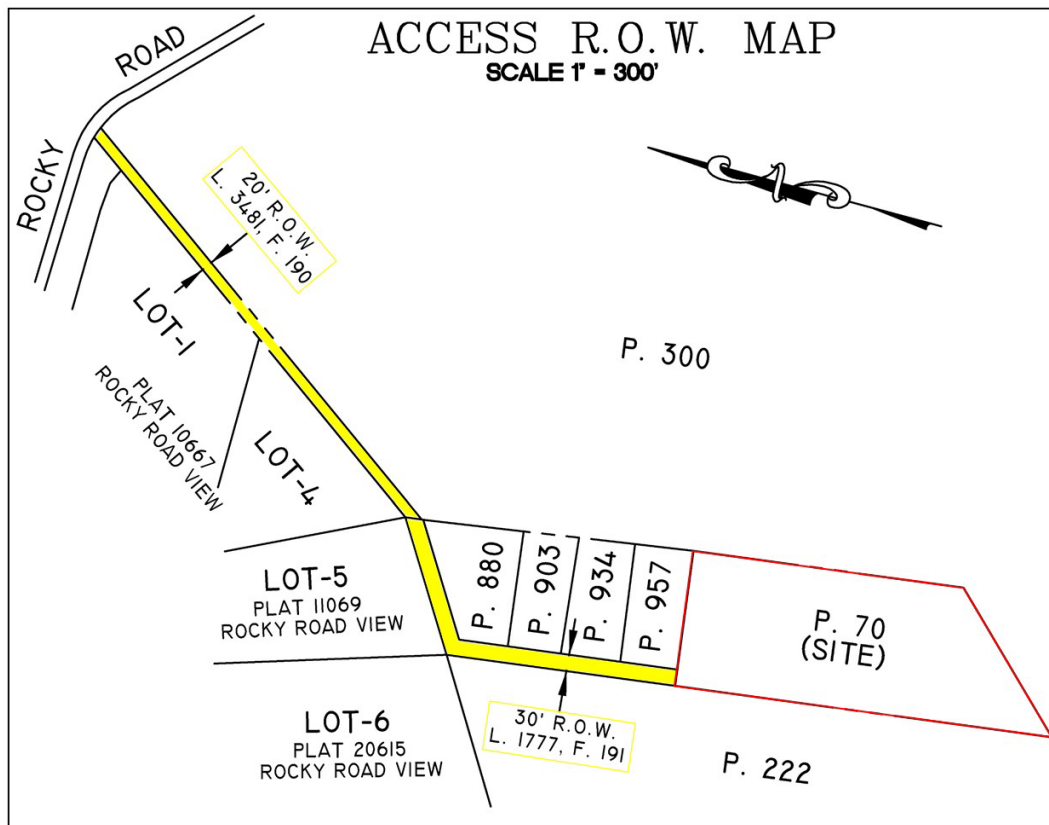 ACCESS R.O.W. MAP
SCALE 1" = 300'
ROAD
ROCKY
20' R.O.W.
L. 3481, F. 190
LOT-1
PLAT 10667
ROCKY ROAD VIEW
LOT-4
P. 300
LOT-5
PLAT 11069
ROCKY ROAD VIEW
P. 880
P. 903
P. 934
P. 957
P. 70
(SITE)
LOT-6
PLAT 20615
ROCKY ROAD VIEW
30' R.O.W.
L. 1777, F. 191
P. 222